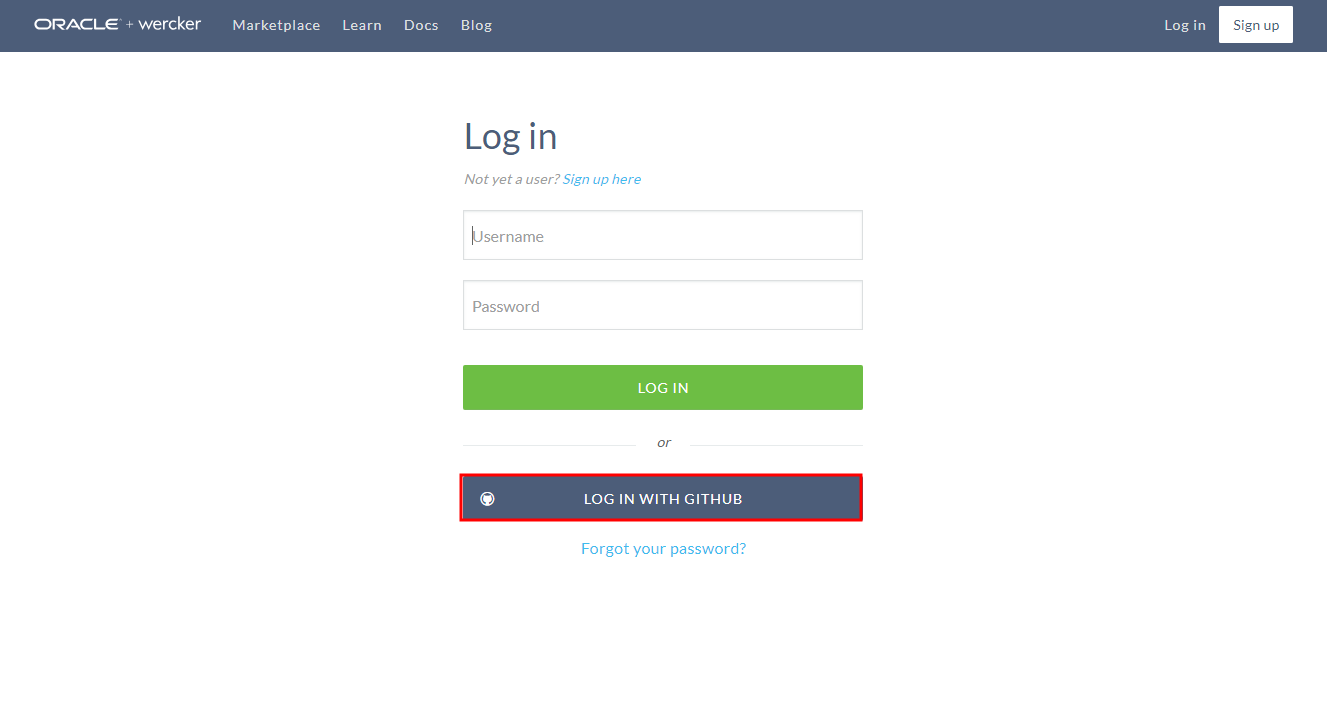 ORACLE + wercker Marketplace Learn Docs Blog Log in Sign up
Log in
Not yet a user? Sign up here
Username
Password
LOG IN
or
LOG IN WITH GITHUB
Forgot your password?